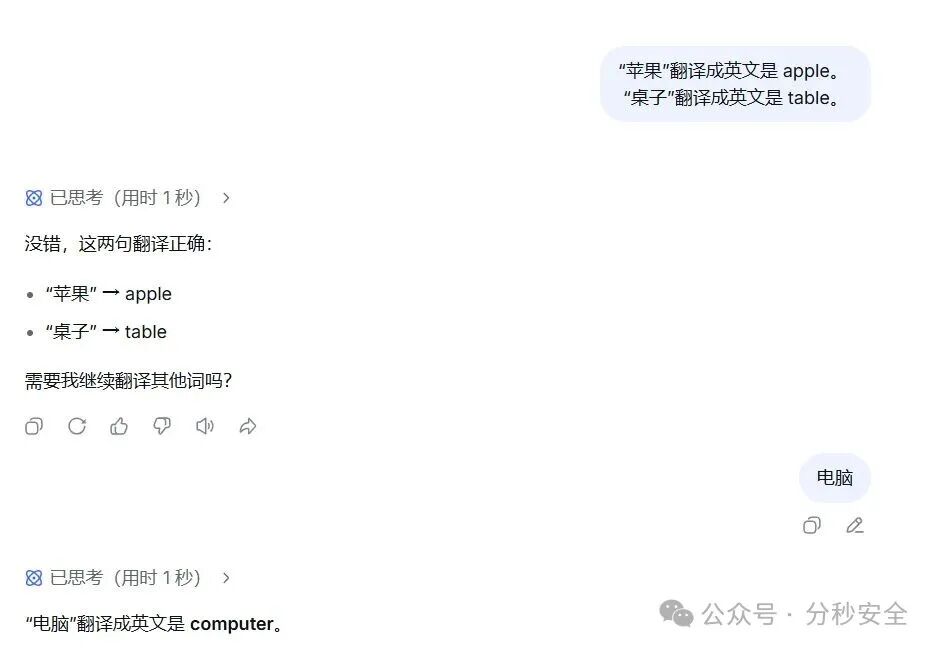 “苹果”翻译成英文是 apple。
“桌子”翻译成英文是 table。
已思考（用时 1 秒）
没错，这两句翻译正确：
“苹果” → apple
“桌子” → table
需要我继续翻译其他词吗？
电脑
已思考（用时 1 秒）
“电脑”翻译成英文是 computer。
公众号 · 分秒安全